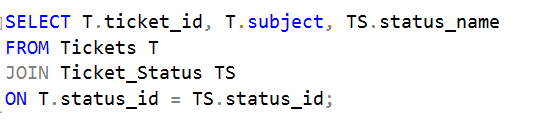 SELECT T.ticket_id, T.subject, TS.status_name
FROM Tickets T
JOIN Ticket_Status TS
ON T.status_id = TS.status_id;